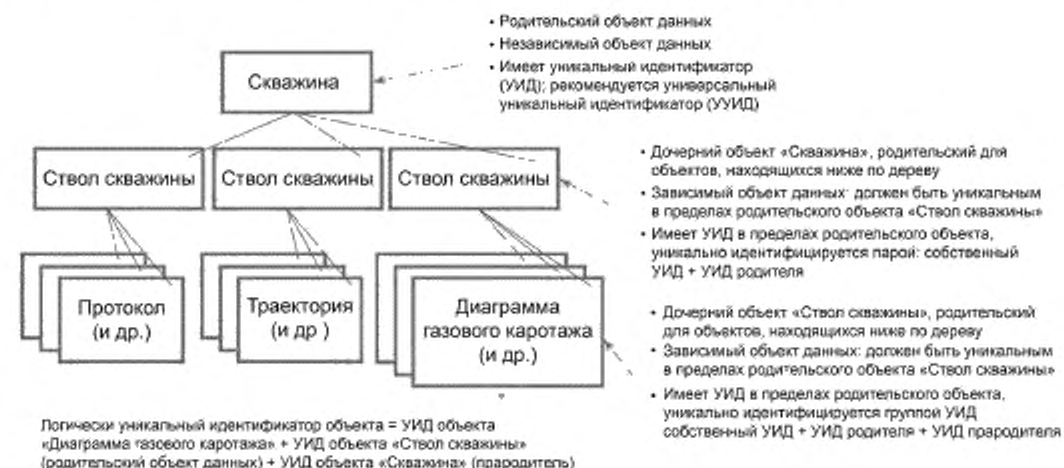 • Родительский объект данных
• Независимый объект данных
• Имеет уникальный идентификатор
(УИД); рекомендуется универсальный
уникальный идентификатор (УУИД)
Скважина
Ствол скважины
Ствол скважины
Ствол скважины
• Дочерний объект «Скважина», родительский для
объектов, находящихся ниже по дереву
• Зависимый объект данных: должен быть уникальным
в пределах родительского объекта «Ствол скважины»
• Имеет УИД в пределах родительского объекта,
уникально идентифицируется парой: собственный
УИД + УИД родителя
Протокол
(и др.)
Траектория
(и др )
Диаграмма
газового каротажа
(и др.)
• Дочерний объект «Ствол скважины», родительский
для объектов, находящихся ниже по дереву
• Зависимый объект данных: должен быть уникальным
в пределах родительского объекта «Ствол скважины»
• Имеет УИД в пределах родительского объекта,
уникально идентифицируется группой УИД
собственный УИД + УИД родителя + УИД прародителя
Логически уникальный идентификатор объекта = УИД объекта
«Диаграмма газового каротажа» + УИД объекта «Ствол скважины»
(родительский объект данных) + УИД объекта «Скважина» (прародитель)